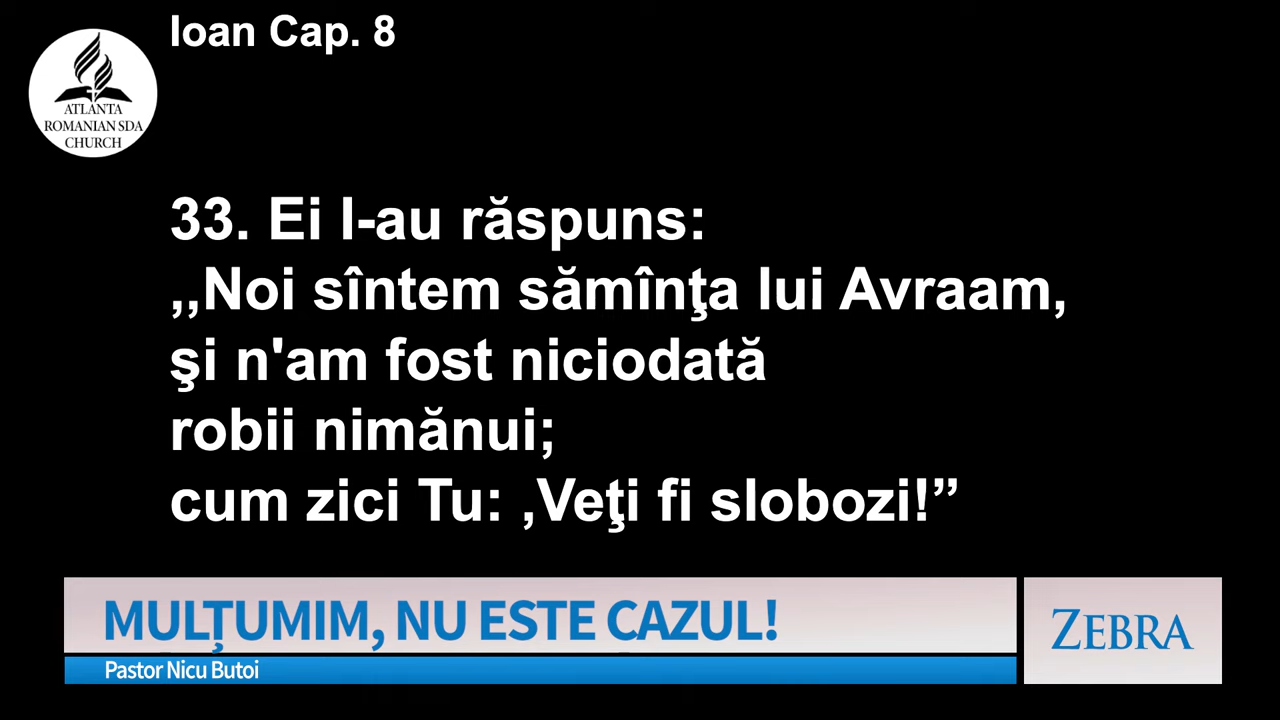 Ioan Cap. 8
ATLANTA
ROMANIAN SDA
CHURCH
33. Ei I-au răspuns:
,,Noi sîntem sămînţa lui Avraam,
şi n'am fost niciodată
robii nimănui;
cum zici Tu: ,Veţi fi slobozi!”
MULȚUMIM, NU ESTE CAZUL!
Pastor Nicu Butoi
ZEBRA